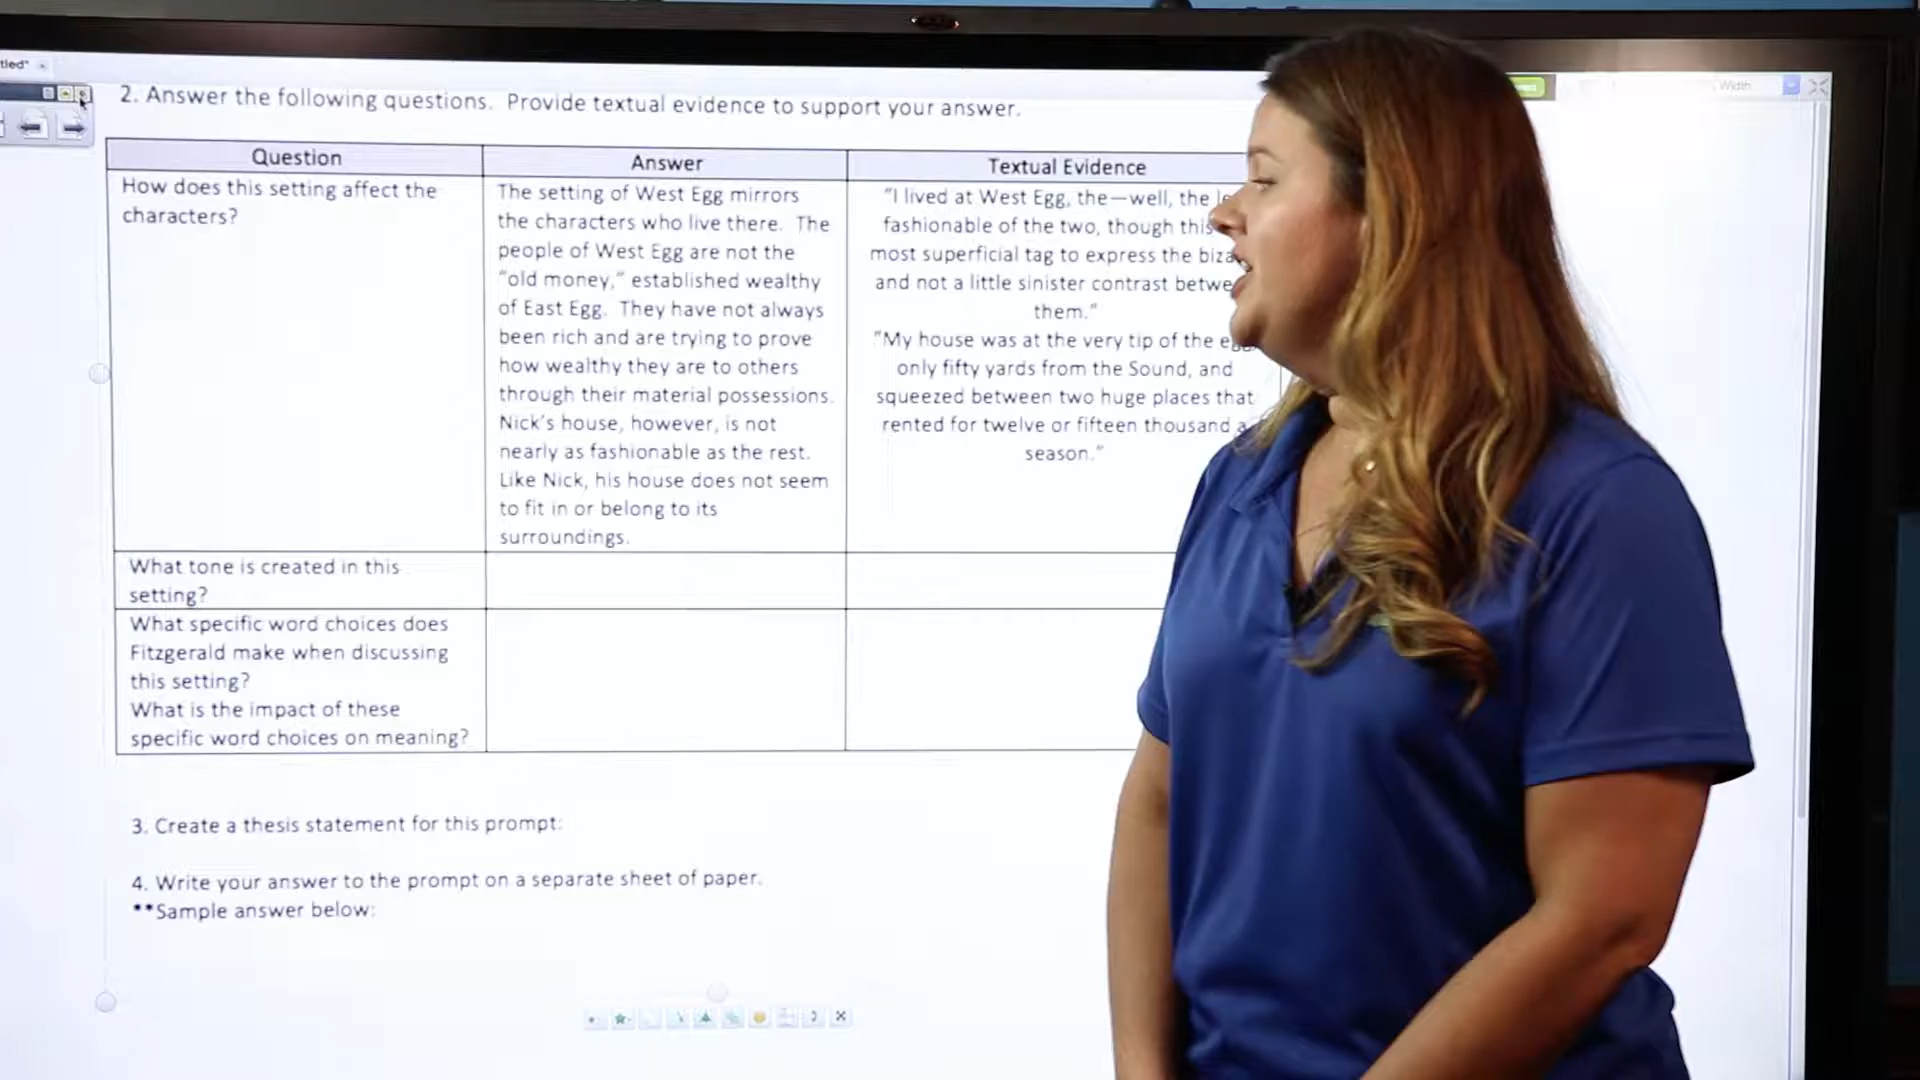 tled*
Width
2. Answer the following questions. Provide textual evidence to support your answer.
Question
Answer
Textual Evidence
How does this setting affect the
characters?
The setting of West Egg mirrors
the characters who live there. The
people of West Egg are not the
"old money," established wealthy
of East Egg. They have not always
been rich and are trying to prove
how wealthy they are to others
through their material possessions.
Nick's house, however, is not
nearly as fashionable as the rest.
Like Nick, his house does not seem
to fit in or belong to its
surroundings.
"I lived at West Egg, the—well, the
fashionable of the two, though this
most superficial tag to express the
and not a little sinister contrast
them."
"My house was at the very tip of the
only fifty yards from the Sound, and
squeezed between two huge places that
rented for twelve or fifteen thousand a
season."
What tone is created in this
setting?
What specific word choices does
Fitzgerald make when discussing
this setting?
What is the impact of these
specific word choices on meaning?
3. Create a thesis statement for this prompt:
4. Write your answer to the prompt on a separate sheet of paper.
**Sample answer below: